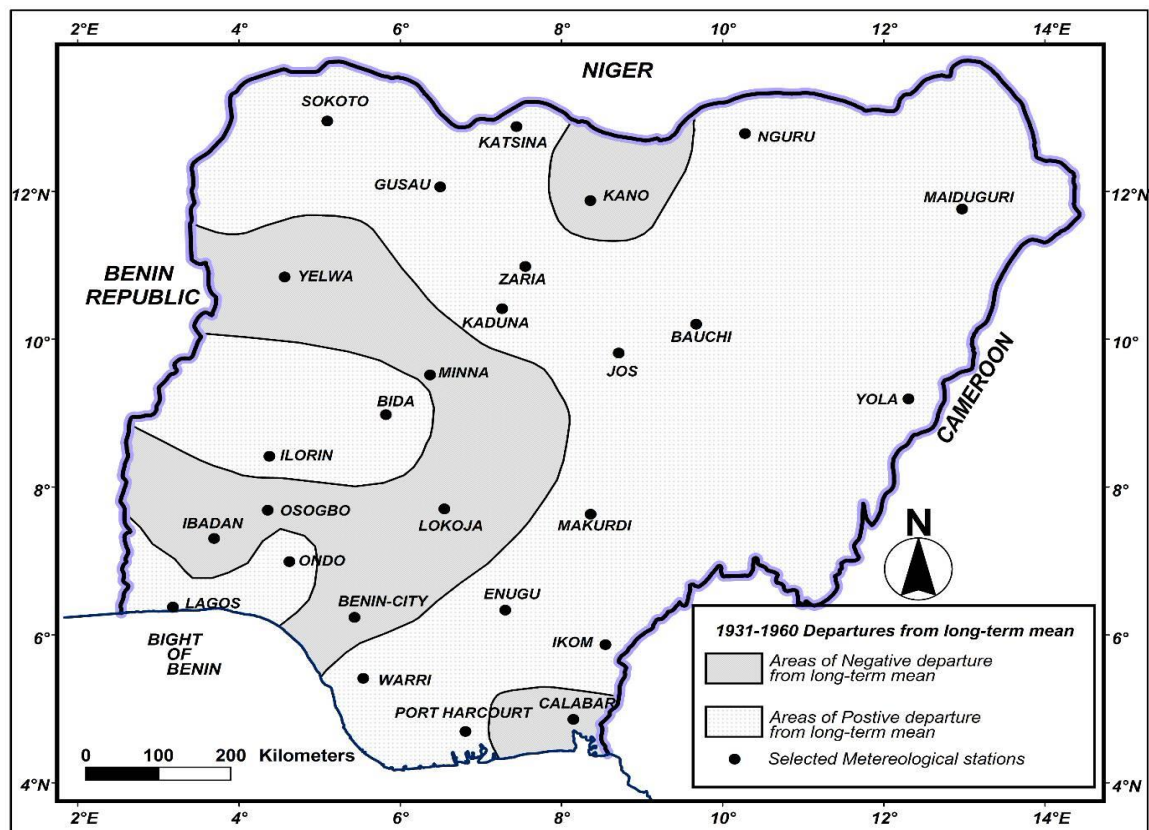 2°E 4° 6° 8° 10° 12° 14°E
NIGER
SOKOTO
KATSINA
NGURU
GUSAU
12°N
KANO
MAIDUGURI
12°N
YELWA
ZARIA
BENIN
REPUBLIC
KADUNA
BAUCHI
10°
MINNA
JOS
10°
BIDA
YOLA
CAMEROON
ILORIN
8°
OSOGBO
IBADAN
LOKOJA
MAKURDI
8°
N
ONDO
LAGOS
BENIN-CITY
ENUGU
6°
BIGHT
OF
BENIN
IKOM
6°
WARRI
PORT HARCOURT
CALABAR
0 100 200 Kilometers
1931-1960 Departures from long-term mean
Areas of Negative departure
from long-term mean
Areas of Postive departure
from long-term mean
Selected Metereological stations
4°N
4°N
2°E 4° 6° 8° 10° 12° 14°E